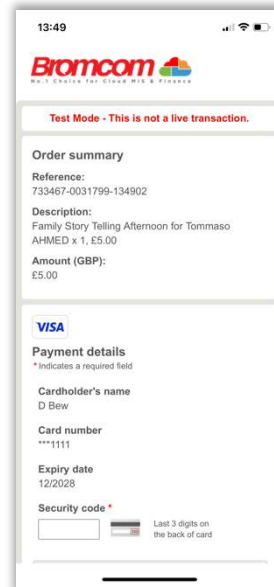 13:49
Bromcom
No.1 Choice for Cloud MIS & Finance
Test Mode - This is not a live transaction.
Order summary
Reference:
733467-0031799-134902
Description:
Family Story Telling Afternoon for Tommaso
AHMED x 1, £5.00
Amount (GBP):
£5.00
VISA
Payment details
* Indicates a required field
Cardholder's name
D Bew
Card number
***1111
Expiry date
12/2028
Security code *
Last 3 digits on
the back of card